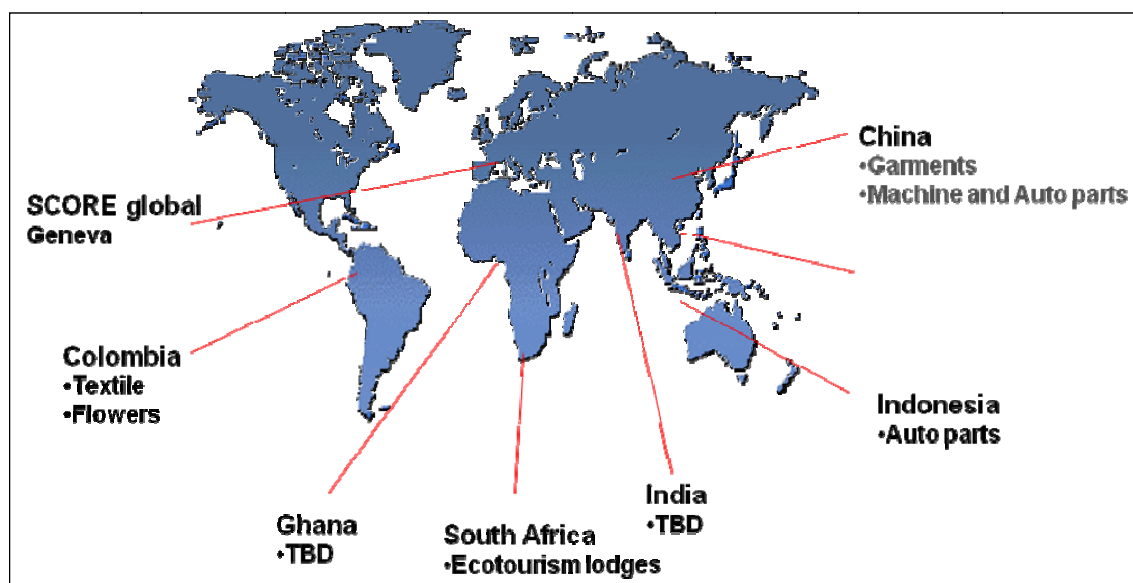 China
•Garments
•Machine and Auto parts
SCORE global
Geneva
Colombia
•Textile
•Flowers
Indonesia
•Auto parts
Ghana
•TBD
South Africa
•Ecotourism lodges
India
•TBD